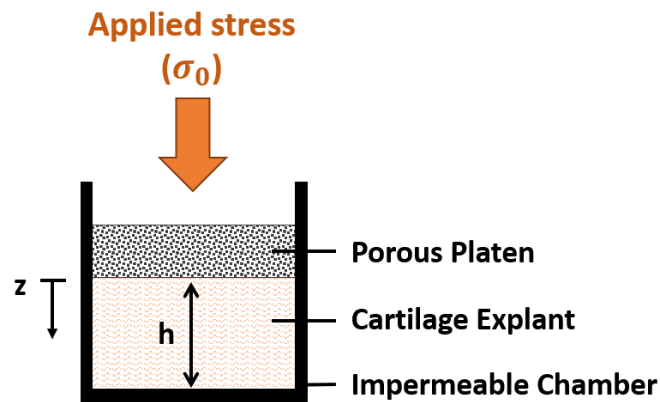 Applied stress
(σ₀)
Porous Platen
z
Cartilage Explant
h
Impermeable Chamber